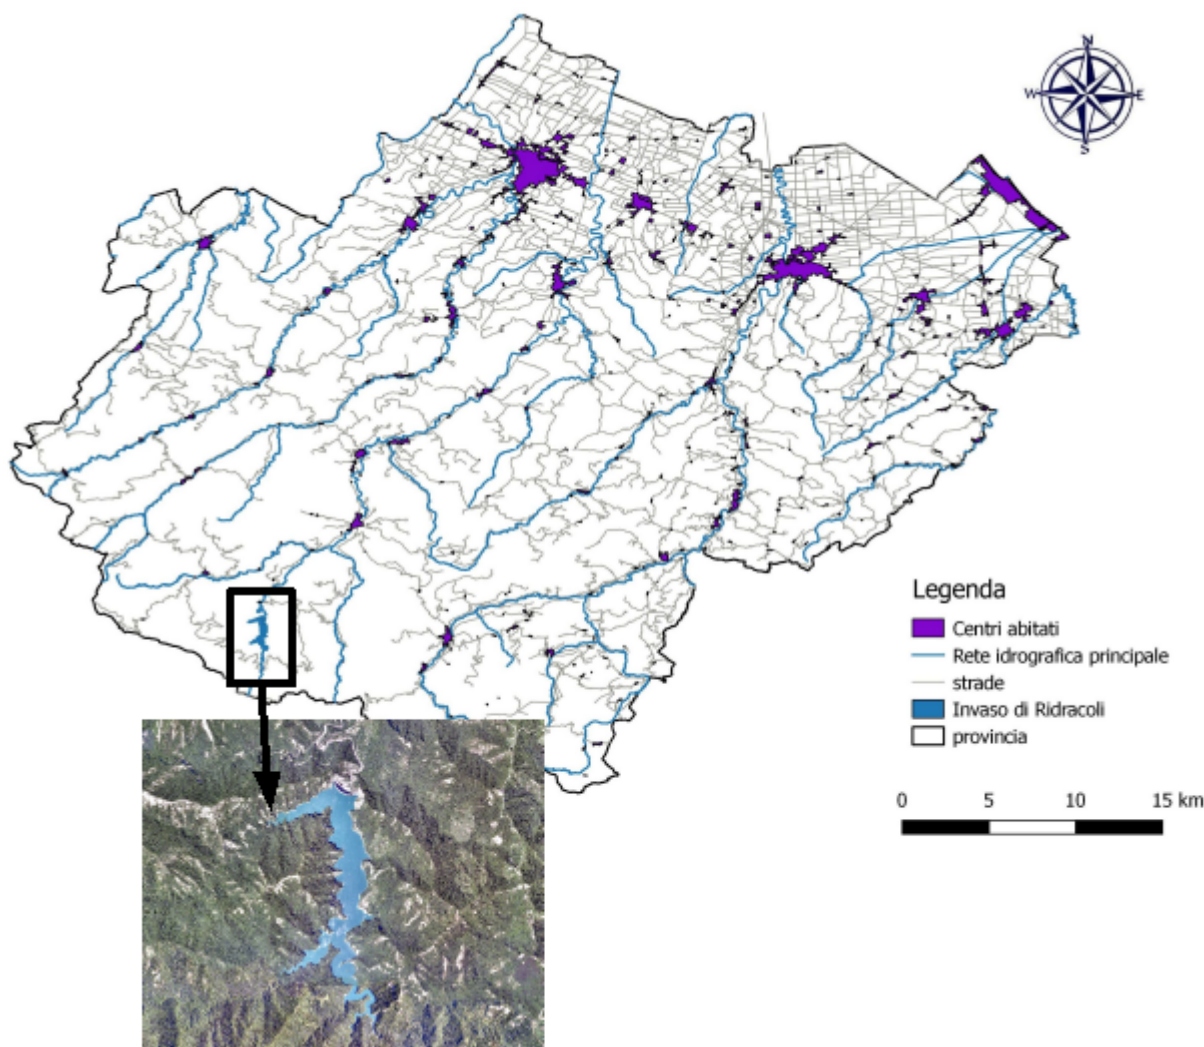 N
W E
S
Legenda
Centri abitati
Rete idrografica principale
strade
Invaso di Ridracoli
provincia
0 5 10 15 km